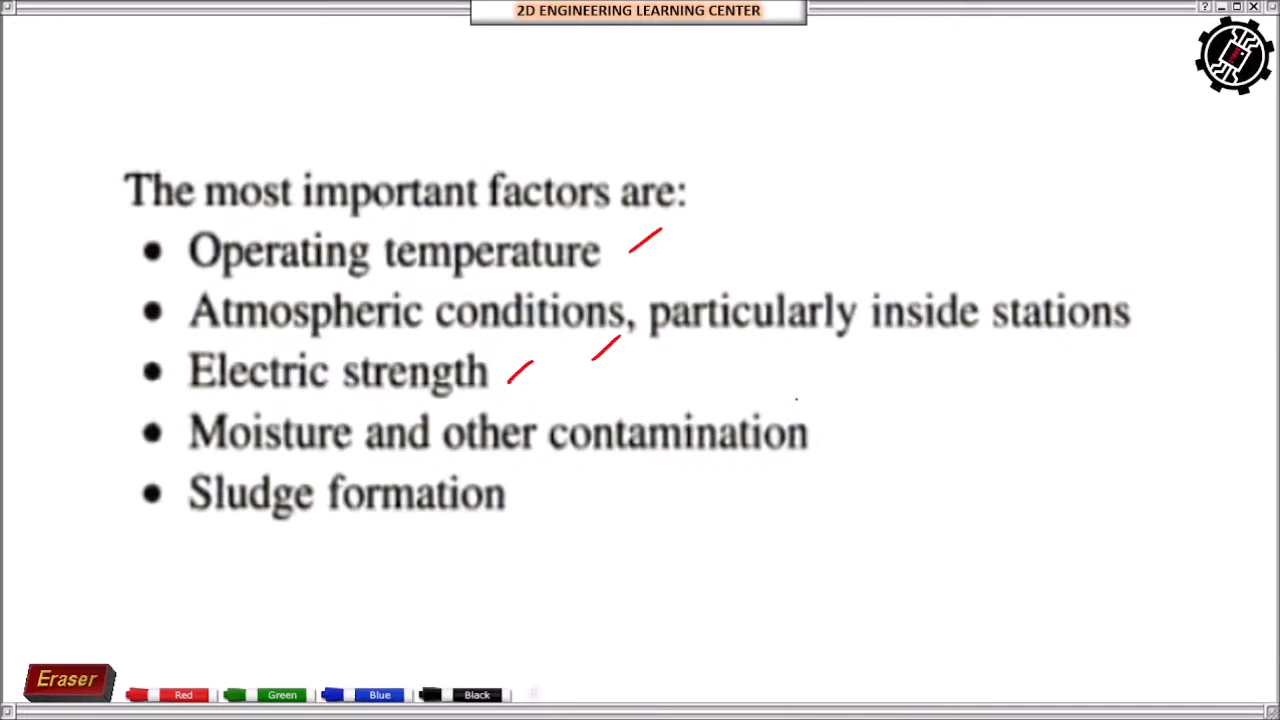 2D ENGINEERING LEARNING CENTER
The most important factors are:
• Operating temperature
• Atmospheric conditions, particularly inside stations
• Electric strength
• Moisture and other contamination
• Sludge formation
Eraser
Red Green Blue Black